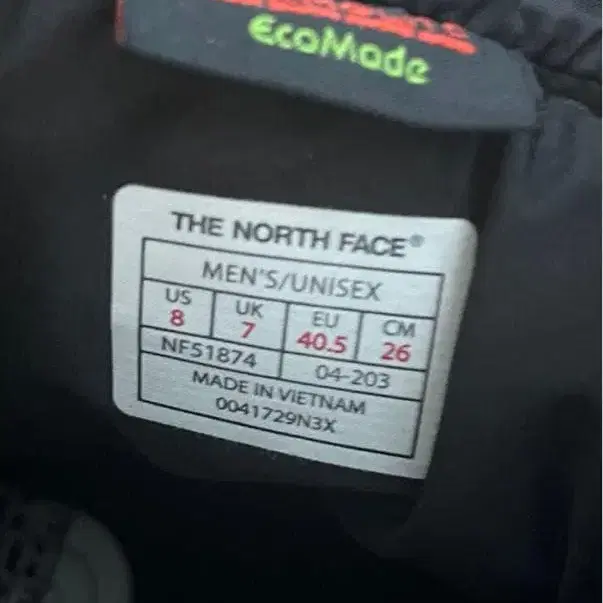 EcoMade
THE NORTH FACE®
MEN'S/UNISEX
US UK EU CM
8 7 40.5 26
NF51874 04-203
MADE IN VIETNAM
0041729N3X